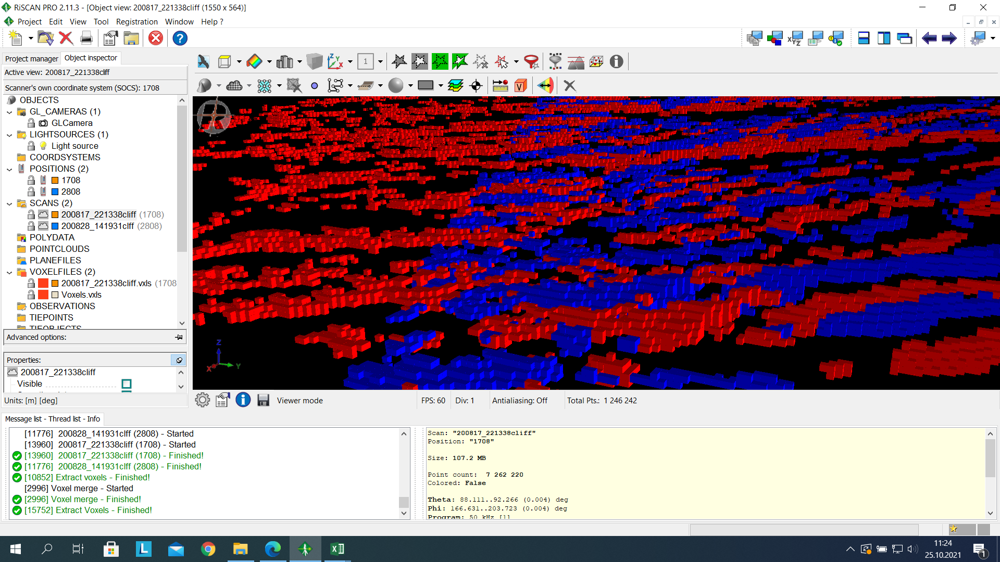 RiSCAN PRO 2.11.3 - [Object view: 200817_221338cliff (1550 x 564)]
Project Edit View Tool Registration Window Help ?
Project manager
Object inspector
Active view: 200817_221338cliff
Scanner's own coordinate system (SOCS): 1708
OBJECTS
GL_CAMERAS (1)
GLCamera
LIGHTSOURCES (1)
Light source
COORDSYSTEMS
POSITIONS (2)
1708
2808
SCANS (2)
200817_221338cliff (1708)
200828_141931clff (2808)
POLYDATA
POINTCLOUDS
PLANEFILES
VOXELFILES (2)
200817_221338cliff.vxls (1708
Voxels.vxls
OBSERVATIONS
TIEPOINTS
TIEOBJECTS
Advanced options:
Properties:
200817_221338cliff
Visible
Units: [m] [deg]
Z
X
Y
Viewer mode
FPS: 60
Div: 1
Antialiasing: Off
Total Pts.: 1 246 242
Message list - Thread list - Info
[11776] 200828_141931clff (2808) - Started
[13960] 200817_221338cliff (1708) - Started
[13960] 200817_221338cliff (1708) - Finished!
[11776] 200828_141931clff (2808) - Finished!
[10852] Extract voxels - Finished!
[2996] Voxel merge - Started
[2996] Voxel merge - Finished!
[15752] Extract Voxels - Finished!
Scan: "200817_221338cliff"
Position: "1708"
Size: 107.2 MB
Point count: 7 262 220
Colored: False
Theta: 88.111..92.266 (0.004) deg
Phi: 166.631..203.723 (0.004) deg
Program: 50 kHz [1]
11:24
25.10.2021
1